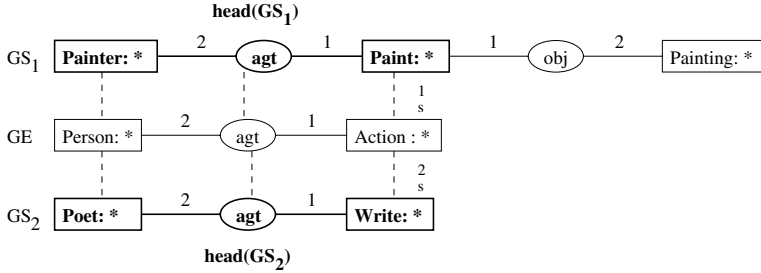 head(GS1)
GS1 Painter: * 2 agt 1 Paint: * 1 obj 2 Painting: *
1
s
GE Person: * 2 agt 1 Action : *
2
s
GS2 Poet: * 2 agt 1 Write: *
head(GS2)